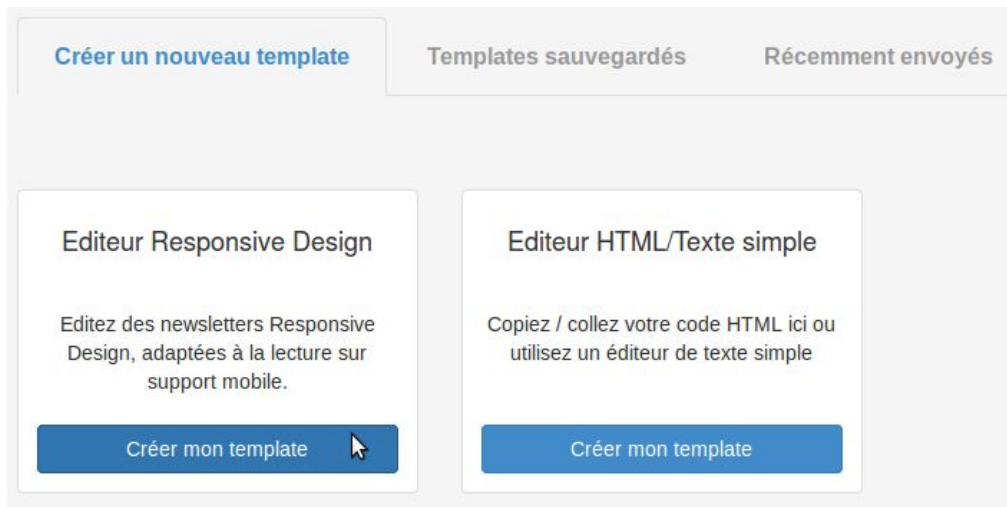 Créer un nouveau template
Templates sauvegardés
Récemment envoyés
Editeur Responsive Design
Editez des newsletters Responsive
Design, adaptées à la lecture sur
support mobile.
Créer mon template
Editeur HTML/Texte simple
Copiez / collez votre code HTML ici ou
utilisez un éditeur de texte simple
Créer mon template